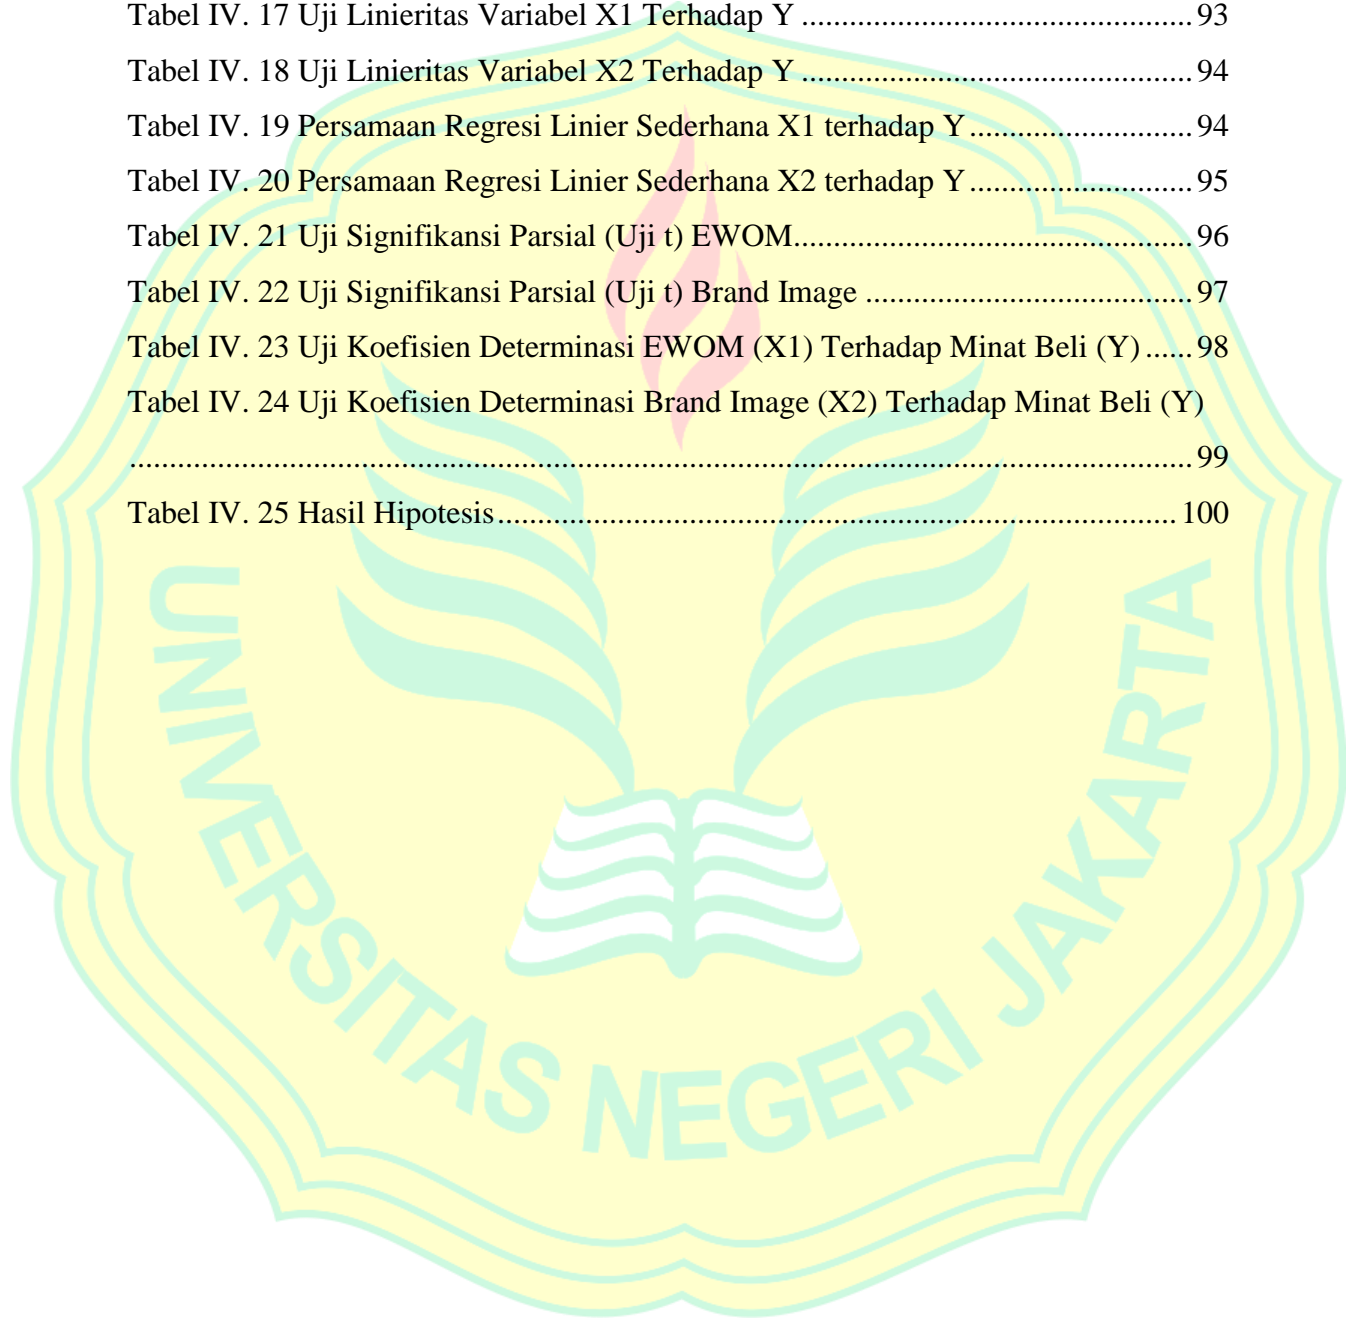 Tabel IV. 17 Uji Linieritas Variabel X1 Terhadap Y ................................................ 93
Tabel IV. 18 Uji Linieritas Variabel X2 Terhadap Y ................................................ 94
Tabel IV. 19 Persamaan Regresi Linier Sederhana X1 terhadap Y ........................... 94
Tabel IV. 20 Persamaan Regresi Linier Sederhana X2 terhadap Y ........................... 95
Tabel IV. 21 Uji Signifikansi Parsial (Uji t) EWOM................................................. 96
Tabel IV. 22 Uji Signifikansi Parsial (Uji t) Brand Image ........................................ 97
Tabel IV. 23 Uji Koefisien Determinasi EWOM (X1) Terhadap Minat Beli (Y) ...... 98
Tabel IV. 24 Uji Koefisien Determinasi Brand Image (X2) Terhadap Minat Beli (Y)
.................................................................................................................................... 99
Tabel IV. 25 Hasil Hipotesis .................................................................................... 100
UNIVERSITAS NEGERI JAKARTA